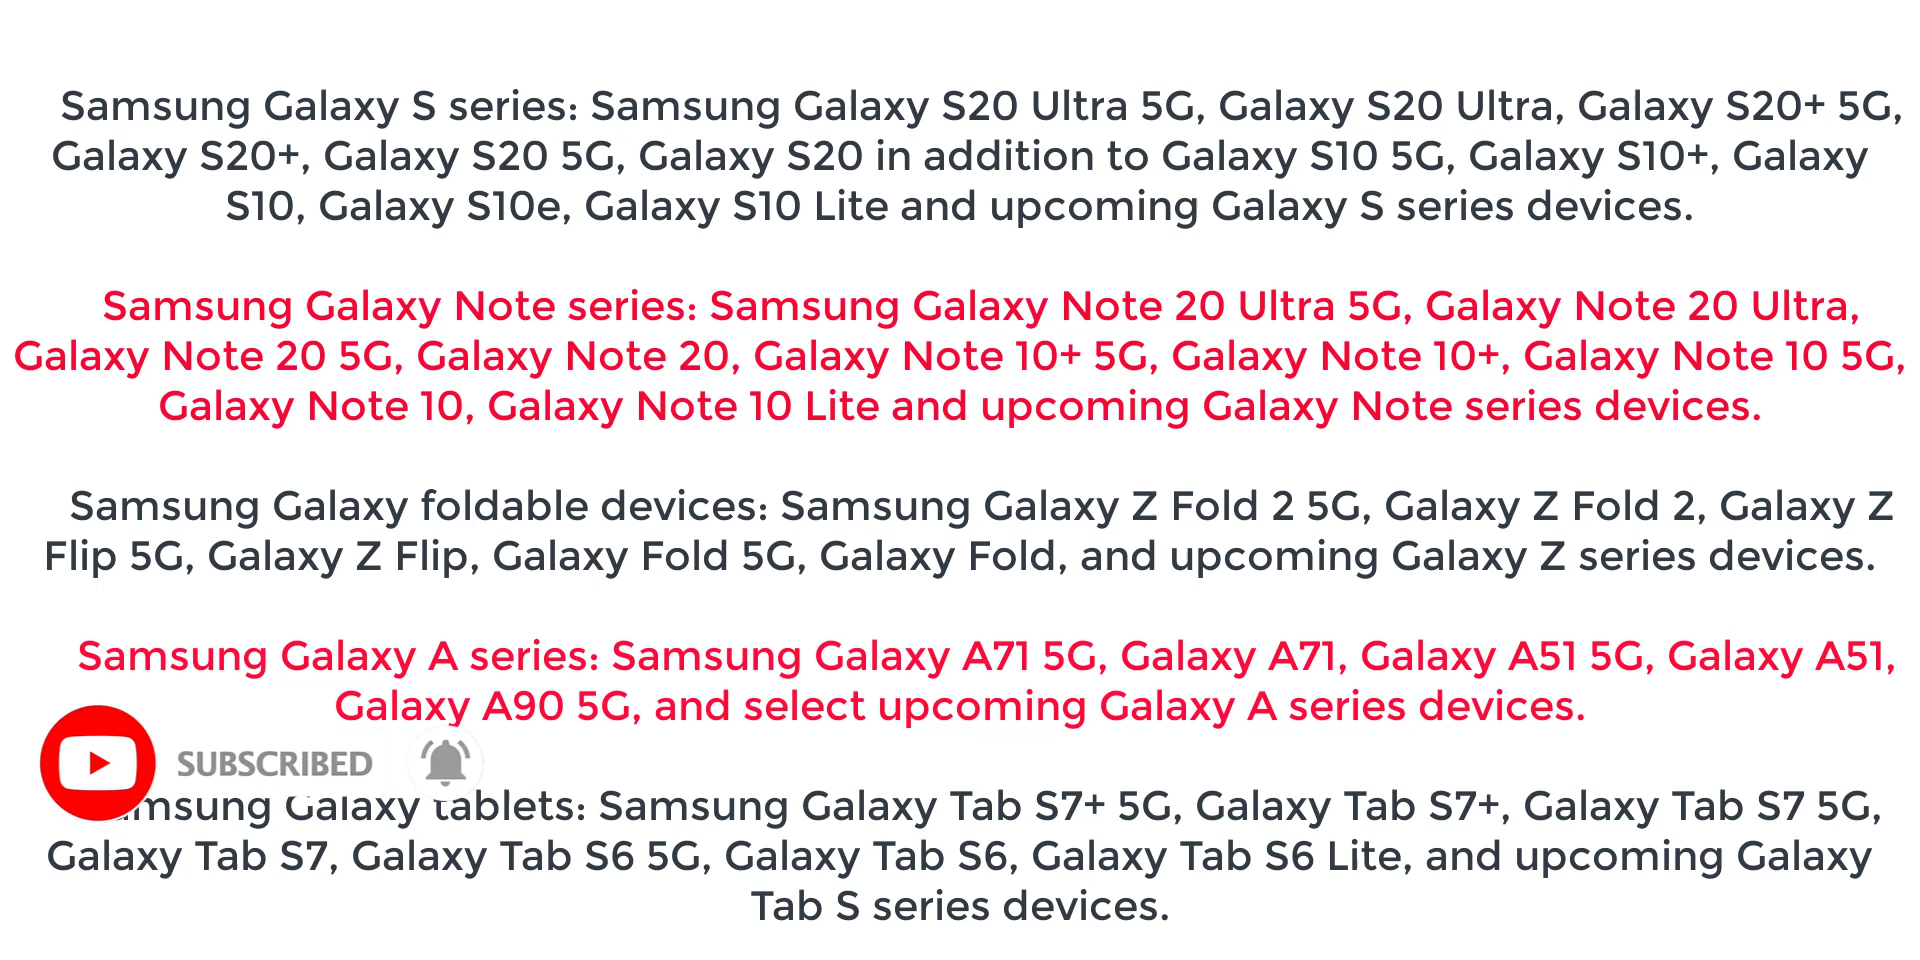 Samsung Galaxy S series: Samsung Galaxy S20 Ultra 5G, Galaxy S20 Ultra, Galaxy S20+ 5G,
Galaxy S20+, Galaxy S20 5G, Galaxy S20 in addition to Galaxy S10 5G, Galaxy S10+, Galaxy
S10, Galaxy S10e, Galaxy S10 Lite and upcoming Galaxy S series devices.
Samsung Galaxy Note series: Samsung Galaxy Note 20 Ultra 5G, Galaxy Note 20 Ultra,
Galaxy Note 20 5G, Galaxy Note 20, Galaxy Note 10+ 5G, Galaxy Note 10+, Galaxy Note 10 5G,
Galaxy Note 10, Galaxy Note 10 Lite and upcoming Galaxy Note series devices.
Samsung Galaxy foldable devices: Samsung Galaxy Z Fold 2 5G, Galaxy Z Fold 2, Galaxy Z
Flip 5G, Galaxy Z Flip, Galaxy Fold 5G, Galaxy Fold, and upcoming Galaxy Z series devices.
Samsung Galaxy A series: Samsung Galaxy A71 5G, Galaxy A71, Galaxy A51 5G, Galaxy A51,
Galaxy A90 5G, and select upcoming Galaxy A series devices.
SUBSCRIBED
msung Galaxy tablets: Samsung Galaxy Tab S7+ 5G, Galaxy Tab S7+, Galaxy Tab S7 5G,
Galaxy Tab S7, Galaxy Tab S6 5G, Galaxy Tab S6, Galaxy Tab S6 Lite, and upcoming Galaxy
Tab S series devices.